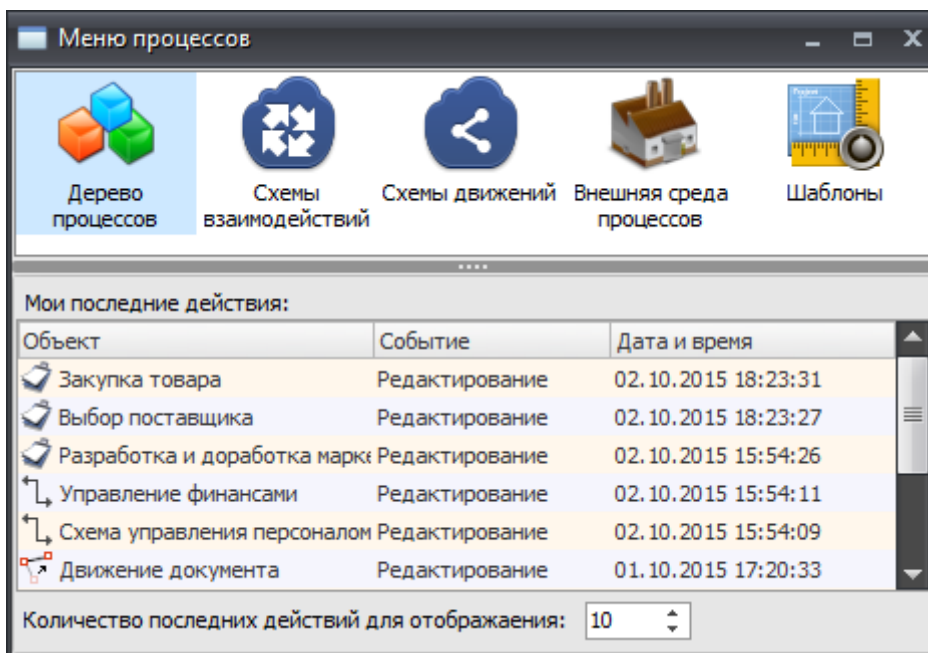 Меню процессов
Дерево процессов
Схемы взаимодействий
Схемы движений
Внешняя среда процессов
Шаблоны
Мои последние действия:
Объект Событие Дата и время
Закупка товара Редактирование 02.10.2015 18:23:31
Выбор поставщика Редактирование 02.10.2015 18:23:27
Разработка и доработка марке Редактирование 02.10.2015 15:54:26
Управление финансами Редактирование 02.10.2015 15:54:11
Схема управления персоналом Редактирование 02.10.2015 15:54:09
Движение документа Редактирование 01.10.2015 17:20:33
Количество последних действий для отображаения: 10